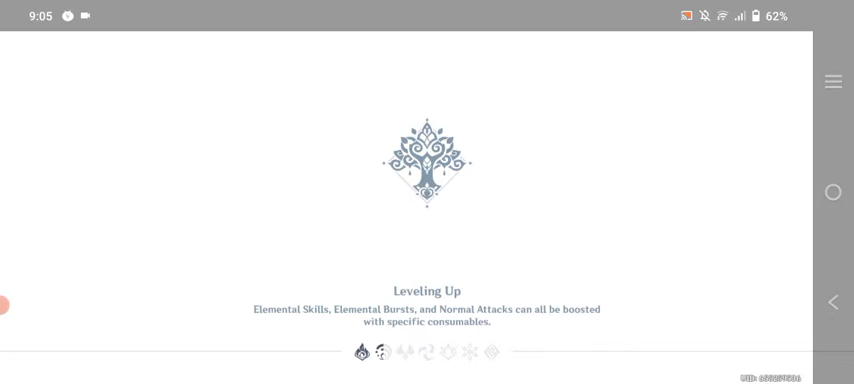 9:05
62%
Leveling Up
Elemental Skills, Elemental Bursts, and Normal Attacks can all be boosted
with specific consumables.